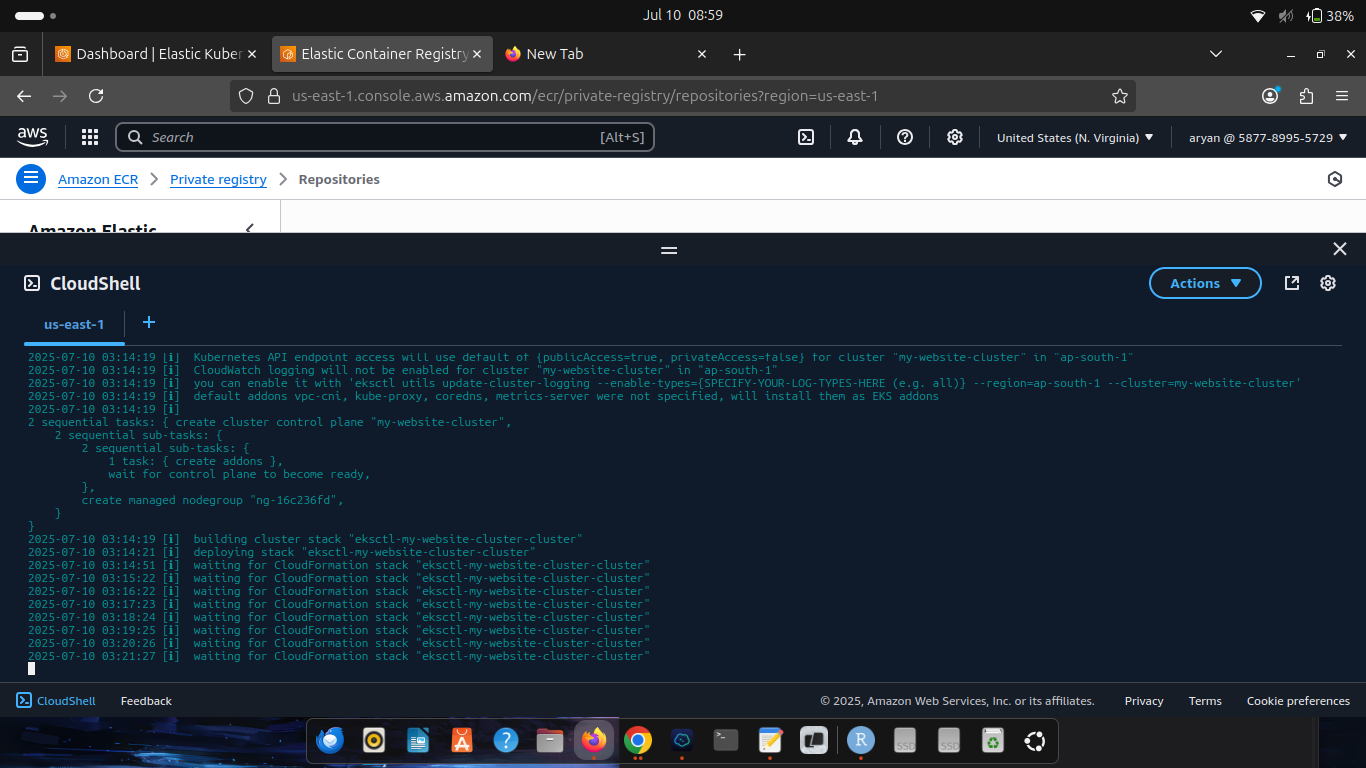 Jul 10 08:59
38%
Dashboard | Elastic Kuber
Elastic Container Registry
New Tab
us-east-1.console.aws.amazon.com/ecr/private-registry/repositories?region=us-east-1
aws
Search
[Alt+S]
United States (N. Virginia)
aryan @ 5877-8995-5729
Amazon ECR
Private registry
Repositories
Amazon Elastic
CloudShell
Actions
us-east-1
2025-07-10 03:14:19 [i]  Kubernetes API endpoint access will use default of {publicAccess=true, privateAccess=false} for cluster "my-website-cluster" in "ap-south-1"
2025-07-10 03:14:19 [i]  CloudWatch logging will not be enabled for cluster "my-website-cluster" in "ap-south-1"
2025-07-10 03:14:19 [i]  you can enable it with 'eksctl utils update-cluster-logging --enable-types={SPECIFY-YOUR-LOG-TYPES-HERE (e.g. all)} --region=ap-south-1 --cluster=my-website-cluster'
2025-07-10 03:14:19 [i]  default addons vpc-cni, kube-proxy, coredns, metrics-server were not specified, will install them as EKS addons
2025-07-10 03:14:19 [i]
2 sequential tasks: { create cluster control plane "my-website-cluster",
    2 sequential sub-tasks: {
        2 sequential sub-tasks: {
            1 task: { create addons },
            wait for control plane to become ready,
        },
        create managed nodegroup "ng-16c236fd",
    }
}
2025-07-10 03:14:19 [i]  building cluster stack "eksctl-my-website-cluster-cluster"
2025-07-10 03:14:21 [i]  deploying stack "eksctl-my-website-cluster-cluster"
2025-07-10 03:14:51 [i]  waiting for CloudFormation stack "eksctl-my-website-cluster-cluster"
2025-07-10 03:15:22 [i]  waiting for CloudFormation stack "eksctl-my-website-cluster-cluster"
2025-07-10 03:16:22 [i]  waiting for CloudFormation stack "eksctl-my-website-cluster-cluster"
2025-07-10 03:17:23 [i]  waiting for CloudFormation stack "eksctl-my-website-cluster-cluster"
2025-07-10 03:18:24 [i]  waiting for CloudFormation stack "eksctl-my-website-cluster-cluster"
2025-07-10 03:19:25 [i]  waiting for CloudFormation stack "eksctl-my-website-cluster-cluster"
2025-07-10 03:20:26 [i]  waiting for CloudFormation stack "eksctl-my-website-cluster-cluster"
2025-07-10 03:21:27 [i]  waiting for CloudFormation stack "eksctl-my-website-cluster-cluster"
CloudShell
Feedback
© 2025, Amazon Web Services, Inc. or its affiliates.
Privacy
Terms
Cookie preferences
R
SSD
SSD